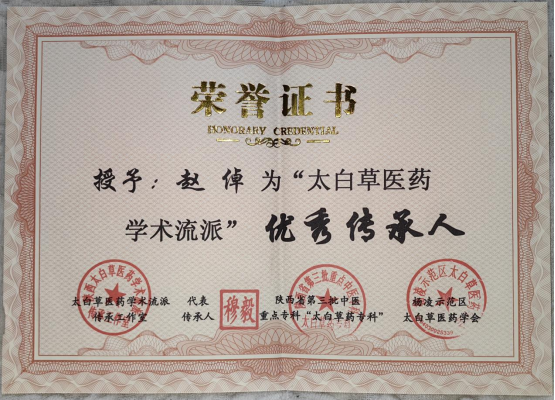 荣誉证书
HONORARY CREDENTIAL
授予：赵倬为“太白草医药
学术流派”优秀传承人
太白草医药学术流派 代表 陕西省第三批中医 杨凌示范区
传承工作室 传承人 穆毅 重点专科“太白草药专科” 太白草医药学会